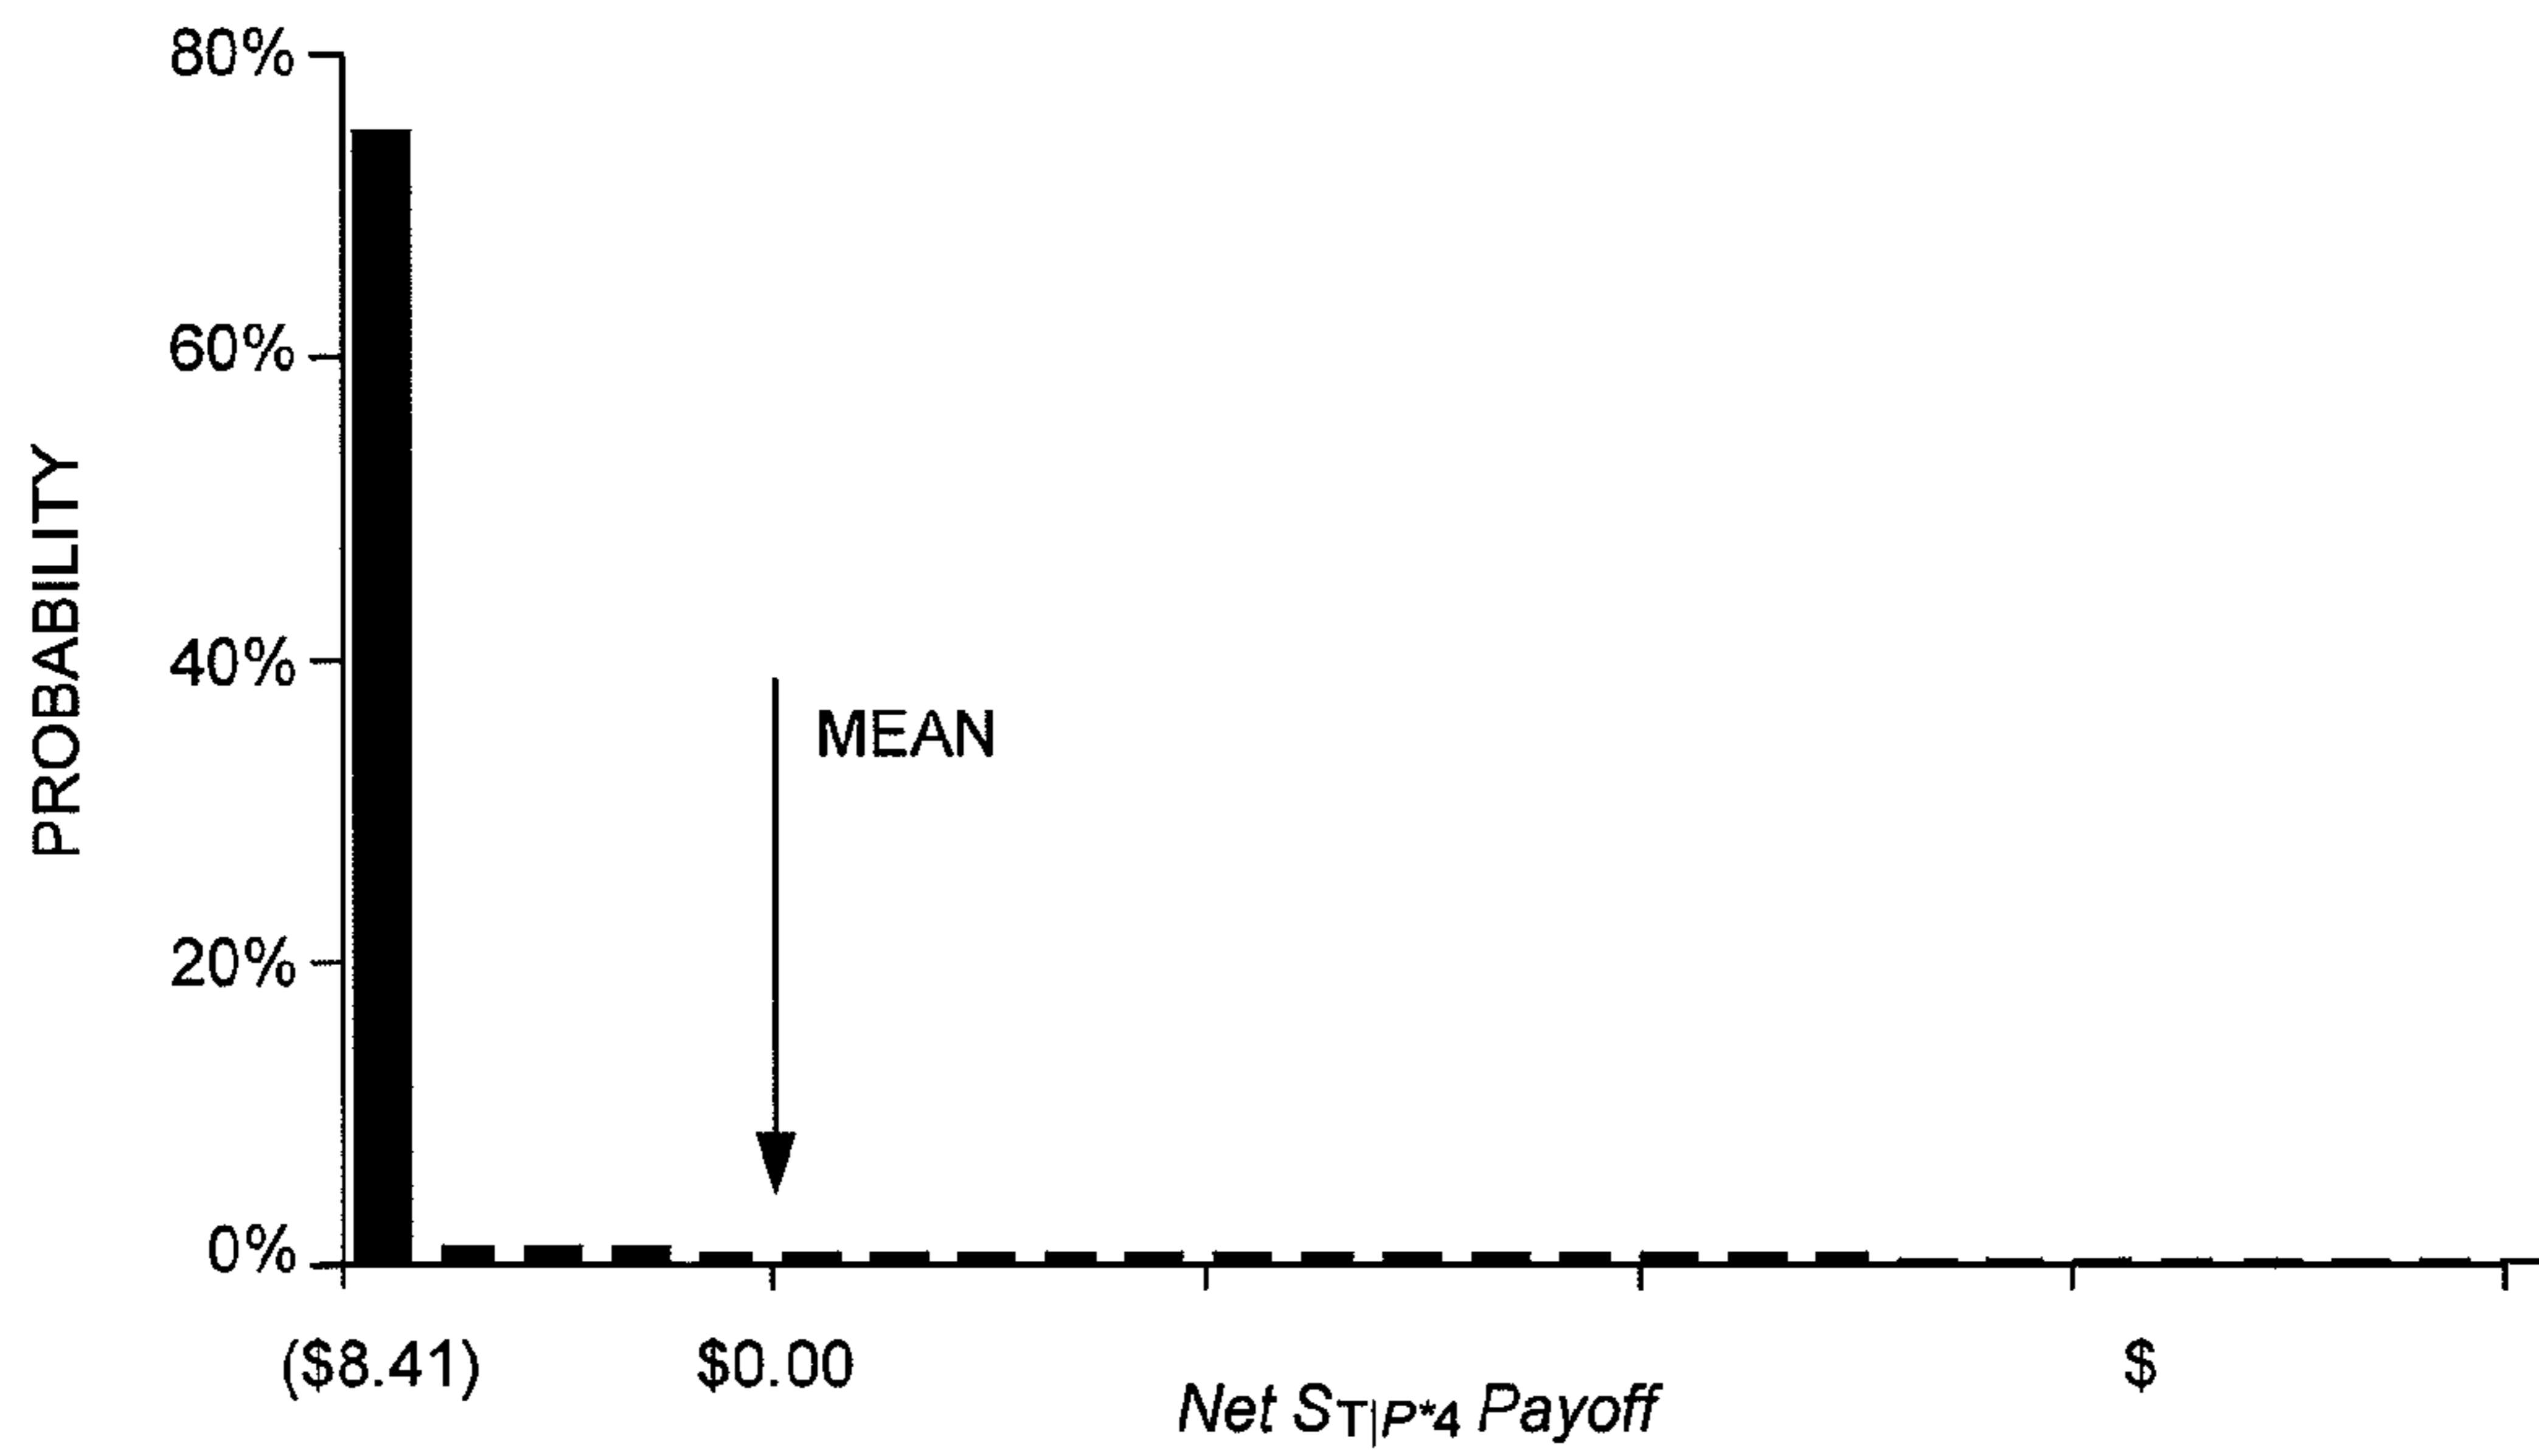 80%
60%
40%
20%
0%
PROBABILITY
MEAN
($8.41)
$0.00
$
Net ST|P*4 Payoff